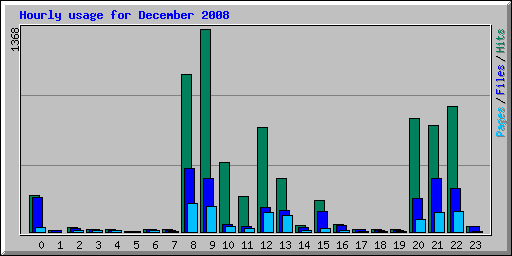 Hourly usage for December 2008
1368
Pages / Files / Hits
0 1 2 3 4 5 6 7 8 9 10 11 12 13 14 15 16 17 18 19 20 21 22 23